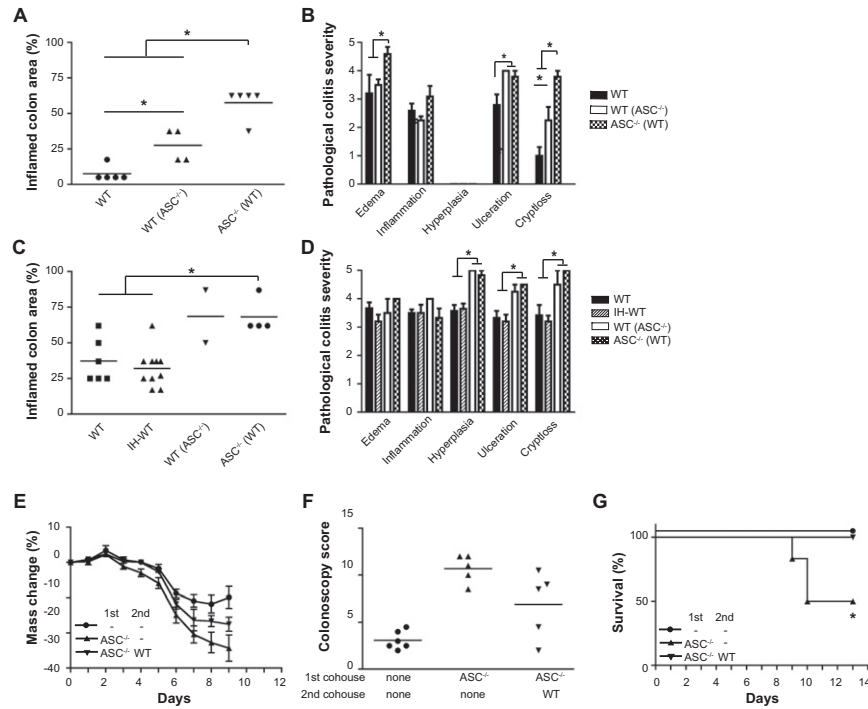 A
Inflamed colon area (%)
100
75
50
25
0
*
*
WT
WT (ASC-/-)
ASC-/- (WT)
B
Pathological colitis severity
5
4
3
2
1
0
*
*
*
*
Edema
Inflammation
Hyperplasia
Ulceration
Cryptloss
WT
WT (ASC-/-)
ASC-/- (WT)
C
Inflamed colon area (%)
100
75
50
25
0
*
WT
IH-WT
WT (ASC-/-)
ASC-/- (WT)
D
Pathological colitis severity
5
4
3
2
1
0
*
*
*
Edema
Inflammation
Hyperplasia
Ulceration
Cryptloss
WT
IH-WT
WT (ASC-/-)
ASC-/- (WT)
E
Mass change (%)
10
0
-20
-30
-40
1st 2nd
- -
ASC-/- -
ASC-/- WT
0 2 4 6 8 10 12
Days
F
Colonoscopy score
15
10
5
0
1st cohouse none ASC-/- ASC-/-
2nd cohouse none none WT
G
Survival (%)
100
50
0
1st 2nd
- -
ASC-/- -
ASC-/- WT
*
0 2 4 6 8 10 12 14
Days